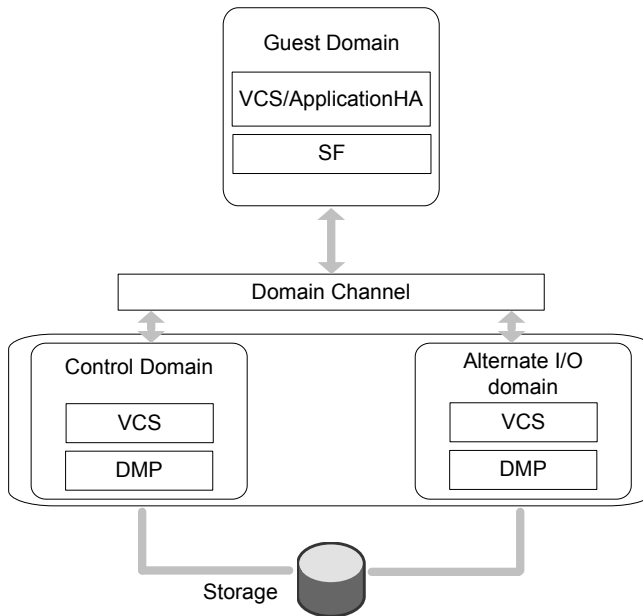 Guest Domain
VCS/ApplicationHA
SF
Domain Channel
Control Domain
VCS
DMP
Alternate I/O
domain
VCS
DMP
Storage